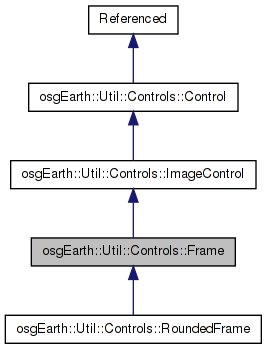 Referenced
osgEarth::Util::Controls::Control
osgEarth::Util::Controls::ImageControl
osgEarth::Util::Controls::Frame
osgEarth::Util::Controls::RoundedFrame